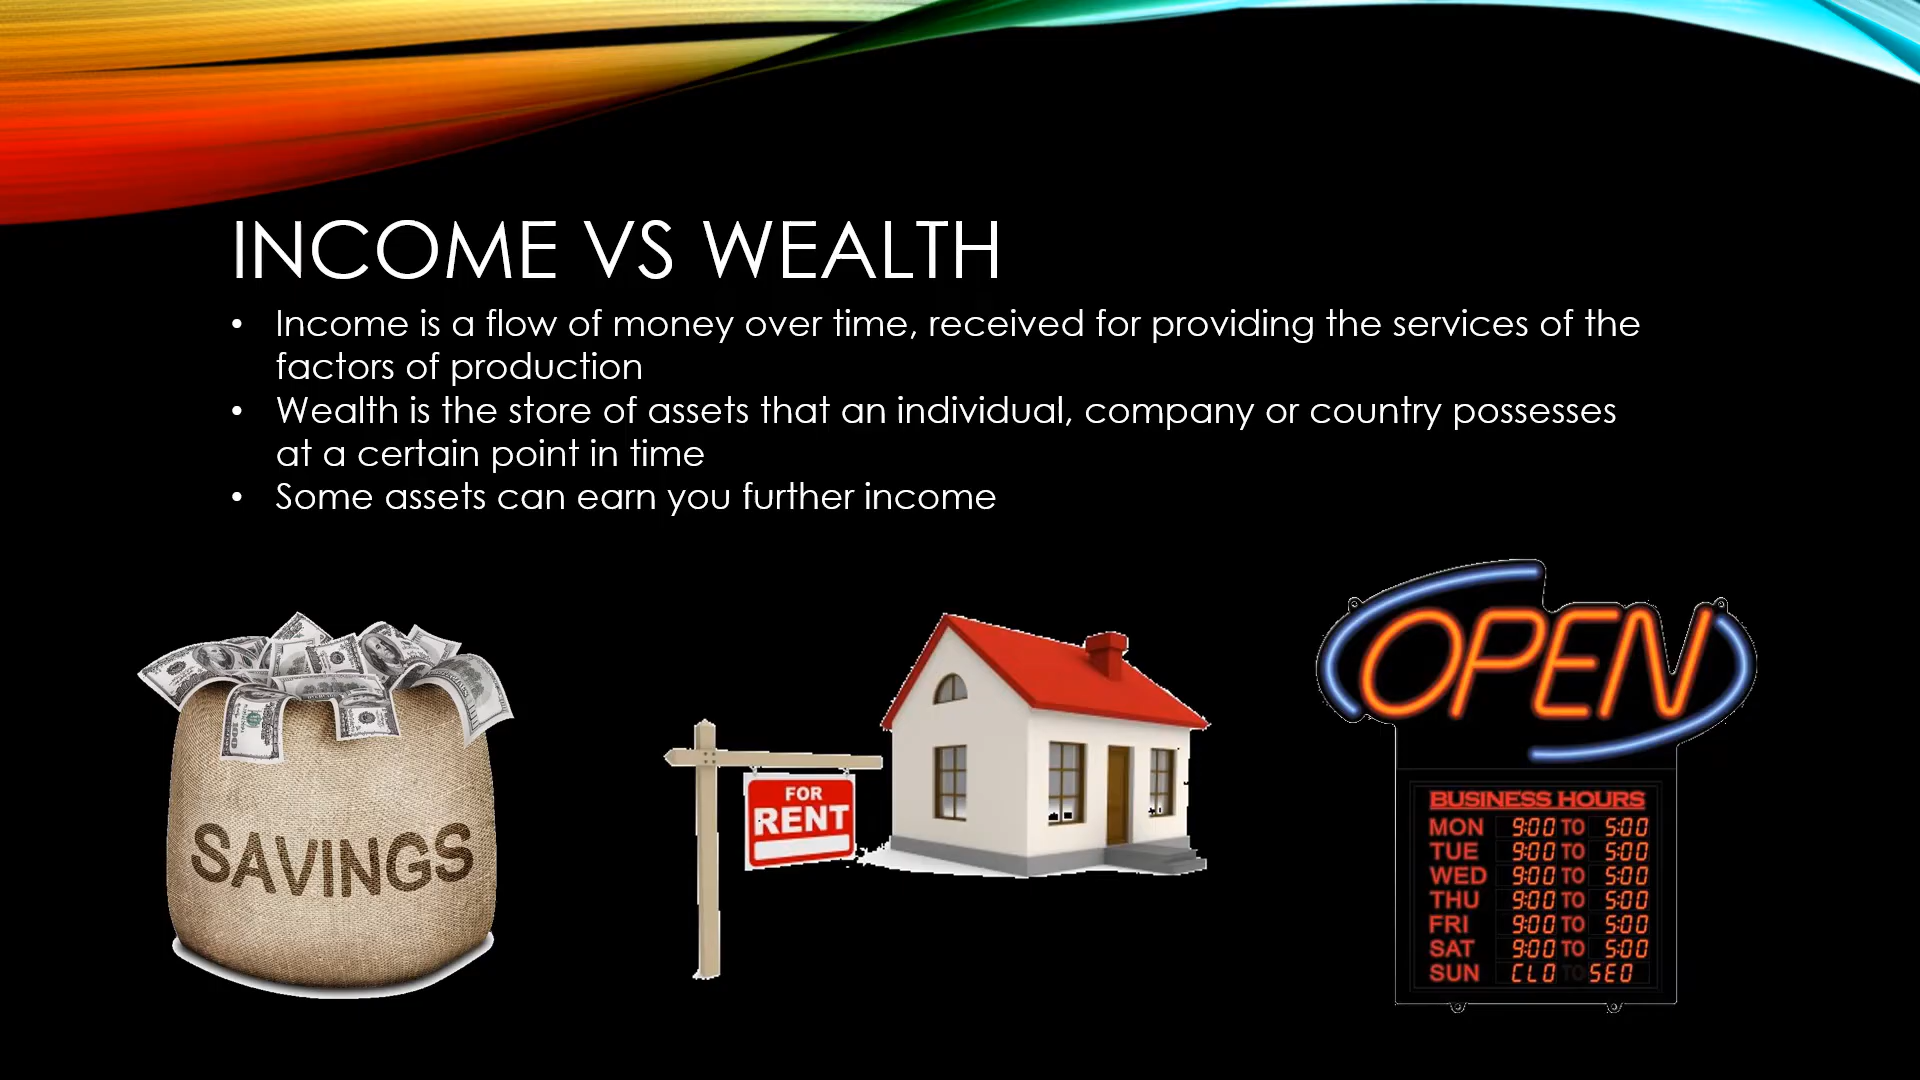 INCOME VS WEALTH
• Income is a flow of money over time, received for providing the services of the
factors of production
• Wealth is the store of assets that an individual, company or country possesses
at a certain point in time
• Some assets can earn you further income
SAVINGS
FOR
RENT
OPEN
BUSINESS HOURS
MON 9:00 TO 5:00
TUE 9:00 TO 5:00
WED 9:00 TO 5:00
THU 9:00 TO 5:00
FRI 9:00 TO 5:00
SAT 9:00 TO 5:00
SUN CLO TO SED